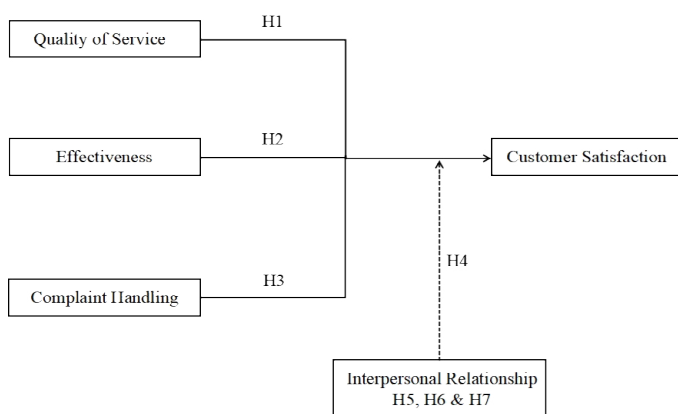 H1
Quality of Service
H2
Effectiveness
Customer Satisfaction
H3
Complaint Handling
H4
Interpersonal Relationship
H5, H6 & H7